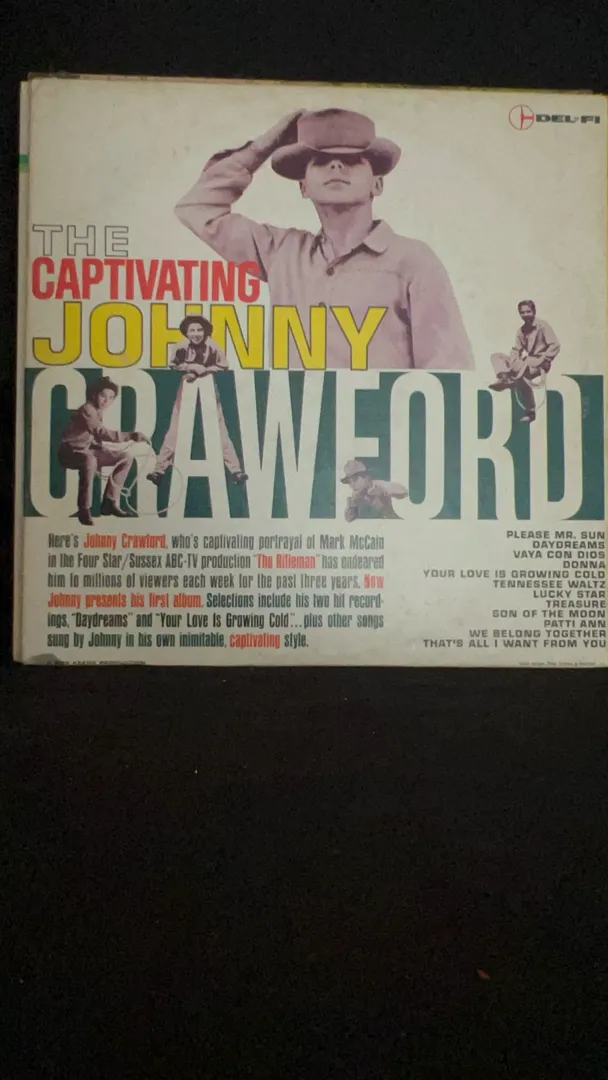 DEL-FI
THE
CAPTIVATING
JOHNNY
CRAWFORD
Here's Johnny Crawford, who's captivating portrayal of Mark McCain
in the Four Star/Sussex ABC-TV production "The Rifleman" has endeared
him to millions of viewers each week for the past three years. Now
Johnny presents his first album. Selections include his two hit record-
ings, "Daydreams" and "Your Love Is Growing Cold"... plus other songs
sung by Johnny in his own inimitable, captivating style.
PLEASE MR. SUN
DAYDREAMS
VAYA CON DIOS
DONNA
YOUR LOVE IS GROWING COLD
TENNESSEE WALTZ
LUCKY STAR
TREASURE
SON OF THE MOON
PATTI ANN
WE BELONG TOGETHER
THAT'S ALL I WANT FROM YOU
PRODUCTION